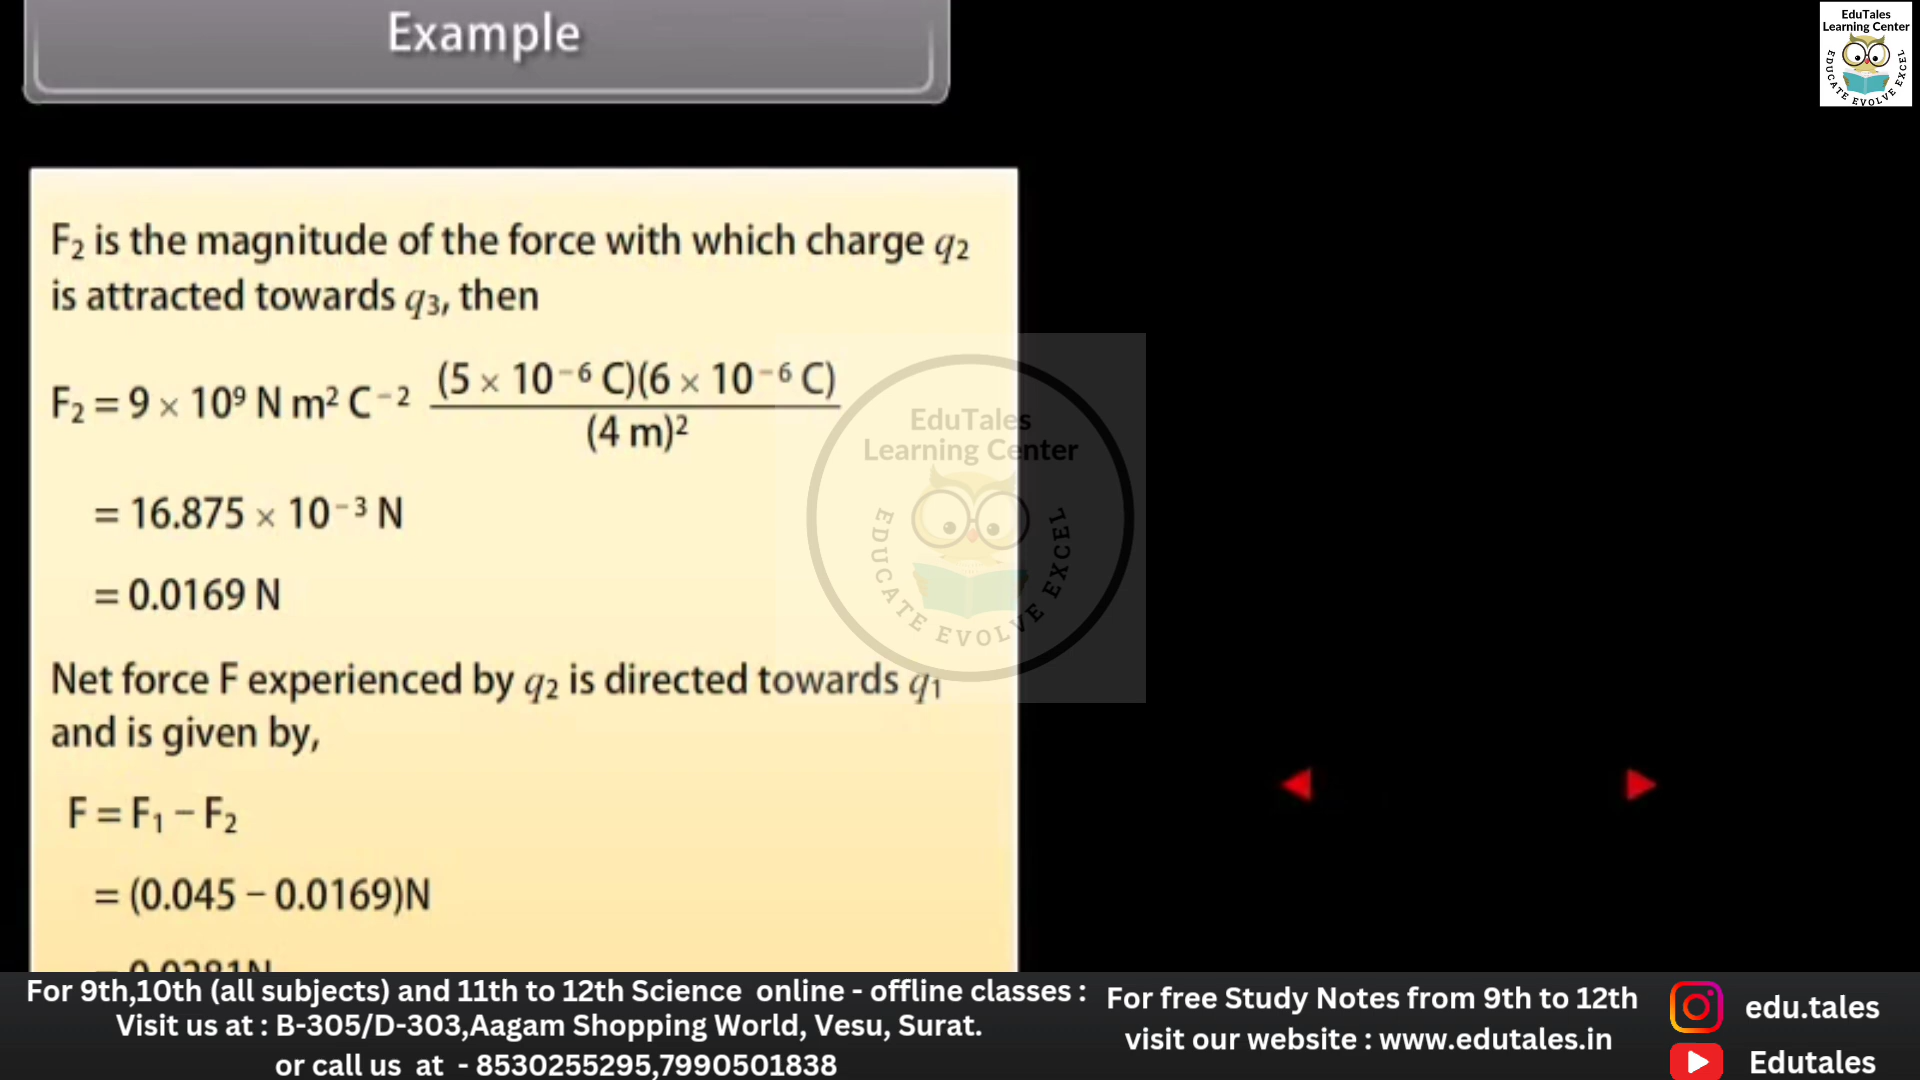 Example
EduTales
Learning Center
EDUCATE EVOLVE EXCEL
F₂ is the magnitude of the force with which charge q₂
is attracted towards q₃, then
F₂ = 9 × 10⁹ N m² C⁻² (5 × 10⁻⁶ C)(6 × 10⁻⁶ C)
(4 m)²
= 16.875 × 10⁻³ N
= 0.0169 N
EduTales
Learning Center
EDUCATE EVOLVE EXCEL
Net force F experienced by q₂ is directed towards q₁
and is given by,
F = F₁ − F₂
= (0.045 − 0.0169)N
= 0.0281N
For 9th,10th (all subjects) and 11th to 12th Science online - offline classes :
Visit us at : B-305/D-303,Aagam Shopping World, Vesu, Surat.
or call us at - 8530255295,7990501838
For free Study Notes from 9th to 12th
visit our website : www.edutales.in
edu.tales
Edutales